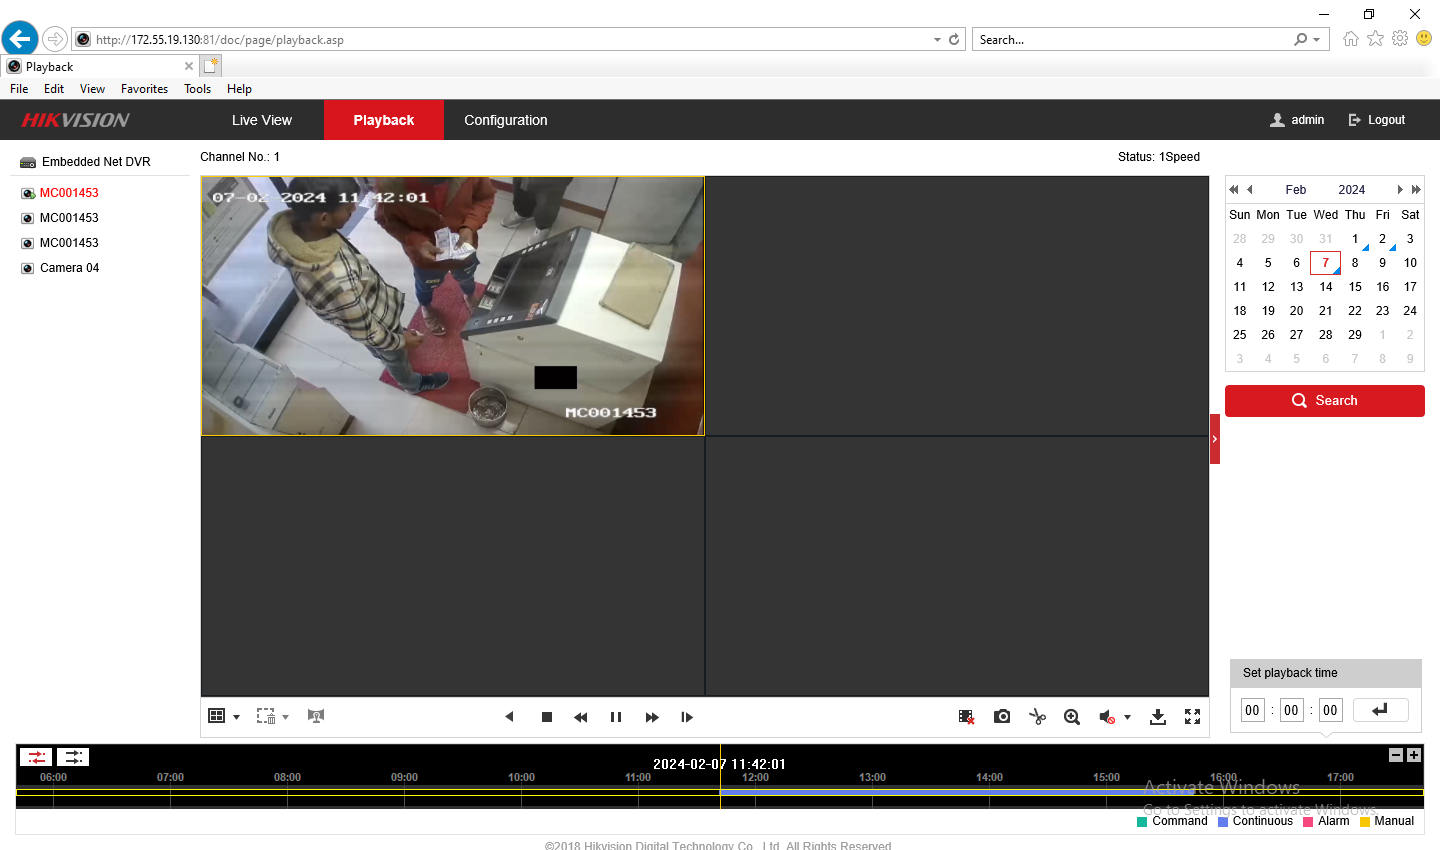 http://172.55.19.130:81/doc/page/playback.asp
Search...
Playback
File Edit View Favorites Tools Help
HIKVISION
Live View Playback Configuration
admin Logout
Embedded Net DVR
MC001453
MC001453
MC001453
Camera 04
Channel No.: 1
Status: 1Speed
07-02-2024 11:42:01
MC001453
Feb 2024
Sun Mon Tue Wed Thu Fri Sat
28 29 30 31 1 2 3
4 5 6 7 8 9 10
11 12 13 14 15 16 17
18 19 20 21 22 23 24
25 26 27 28 29 1 2
3 4 5 6 7 8 9
Search
Set playback time
00 : 00 : 00
2024-02-07 11:42:01
06:00 07:00 08:00 09:00 10:00 11:00 12:00 13:00 14:00 15:00 16:00 17:00
Activate Windows
Go to Settings to activate Windows.
Command Continuous Alarm Manual
©2018 Hikvision Digital Technology Co., Ltd. All Rights Reserved.